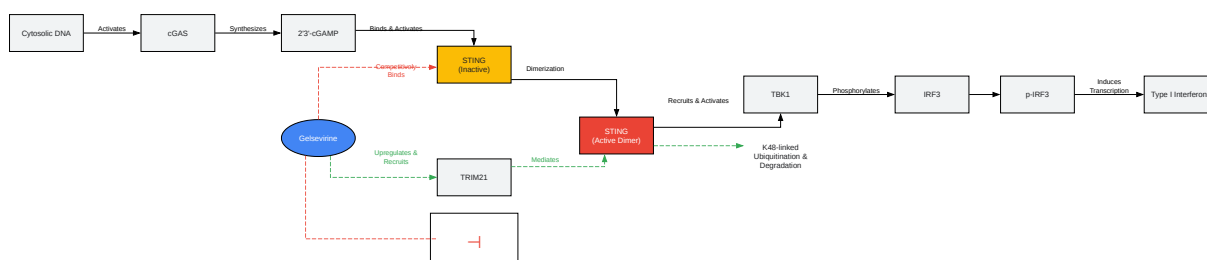 Cytosolic DNA
Activates
cGAS
Synthesizes
2'3'-cGAMP
Binds & Activates
STING
(Inactive)
Competitively
Binds
Dimerization
Gelsevirine
Upregulates &
Recruits
TRIM21
Mediates
STING
(Active Dimer)
Recruits & Activates
K48-linked
Ubiquitination &
Degradation
TBK1
Phosphorylates
IRF3
p-IRF3
Induces
Transcription
Type I Interferon